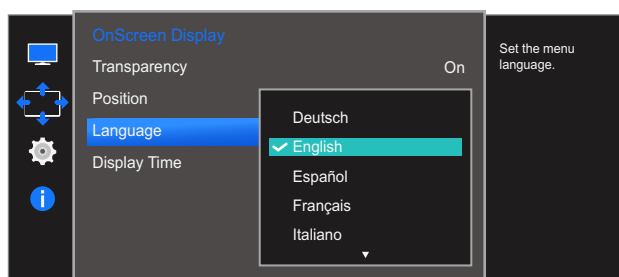 OnScreen Display
Transparency On
Position
Language
Display Time
Deutsch
English
Español
Français
Italiano
Set the menu
language.